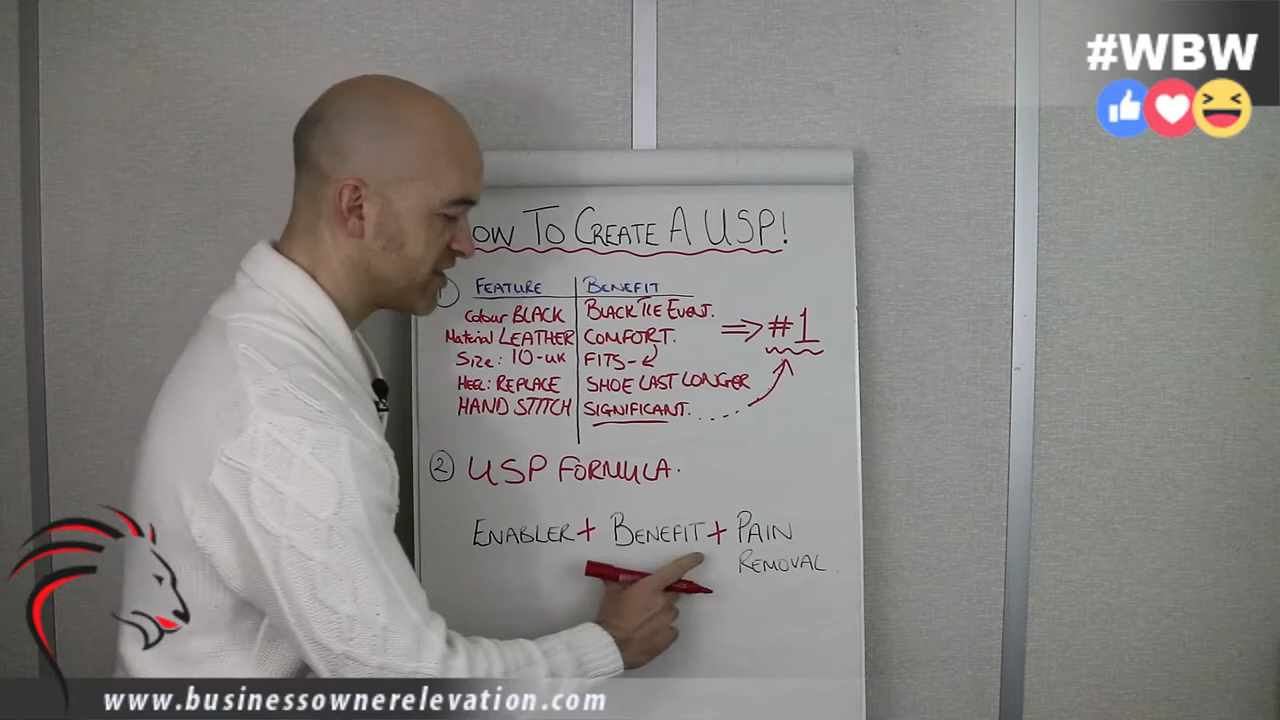 #WBW
OW TO CREATE A USP!
1) FEATURE BENEFIT
Colour BLACK BLACK TIE EVENT.
Material LEATHER COMFORT. => #1
Size: 10-UK FITS-
HEEL: REPLACE SHOE LAST LONGER
HAND STITCH SIGNIFICANT. . . .
2 USP FORMULA.
ENABLER + BENEFIT + PAIN
REMOVAL.
www.businessownerelevation.com